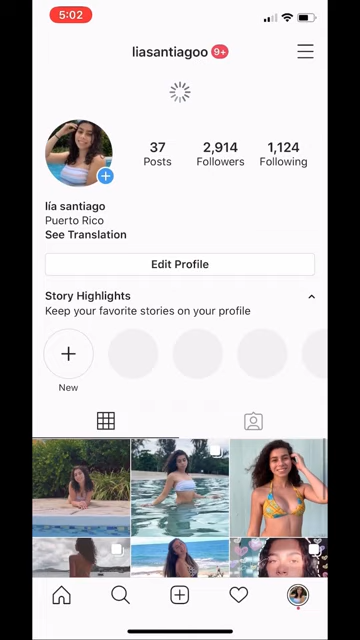 5:02
liasantiagoo 9+
37 2,914 1,124
Posts Followers Following
lía santiago
Puerto Rico
See Translation
Edit Profile
Story Highlights
Keep your favorite stories on your profile
New